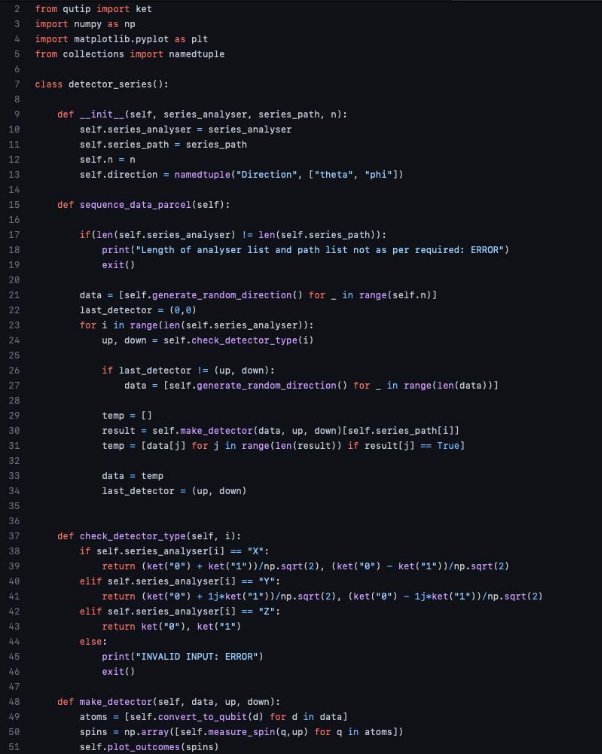 2 from qutip import ket
3 import numpy as np
4 import matplotlib.pyplot as plt
5 from collections import namedtuple
6
7 class detector_series():
8
9     def __init__(self, series_analyser, series_path, n):
10         self.series_analyser = series_analyser
11         self.series_path = series_path
12         self.n = n
13         self.direction = namedtuple("Direction", ["theta", "phi"])
14
15     def sequence_data_parcel(self):
16
17         if(len(self.series_analyser) != len(self.series_path)):
18             print("Length of analyser list and path list not as per required: ERROR")
19             exit()
20
21         data = [self.generate_random_direction() for _ in range(self.n)]
22         last_detector = (0,0)
23         for i in range(len(self.series_analyser)):
24             up, down = self.check_detector_type(i)
25
26             if last_detector != (up, down):
27                 data = [self.generate_random_direction() for _ in range(len(data))]
28
29             temp = []
30             result = self.make_detector(data, up, down)[self.series_path[i]]
31             temp = [data[j] for j in range(len(result)) if result[j] == True]
32
33             data = temp
34             last_detector = (up, down)
35
36
37     def check_detector_type(self, i):
38         if self.series_analyser[i] == "X":
39             return (ket("0") + ket("1"))/np.sqrt(2), (ket("0") - ket("1"))/np.sqrt(2)
40         elif self.series_analyser[i] == "Y":
41             return (ket("0") + 1j*ket("1"))/np.sqrt(2), (ket("0") - 1j*ket("1"))/np.sqrt(2)
42         elif self.series_analyser[i] == "Z":
43             return ket("0"), ket("1")
44         else:
45             print("INVALID INPUT: ERROR")
46             exit()
47
48     def make_detector(self, data, up, down):
49         atoms = [self.convert_to_qubit(d) for d in data]
50         spins = np.array([self.measure_spin(q,up) for q in atoms])
51         self.plot_outcomes(spins)